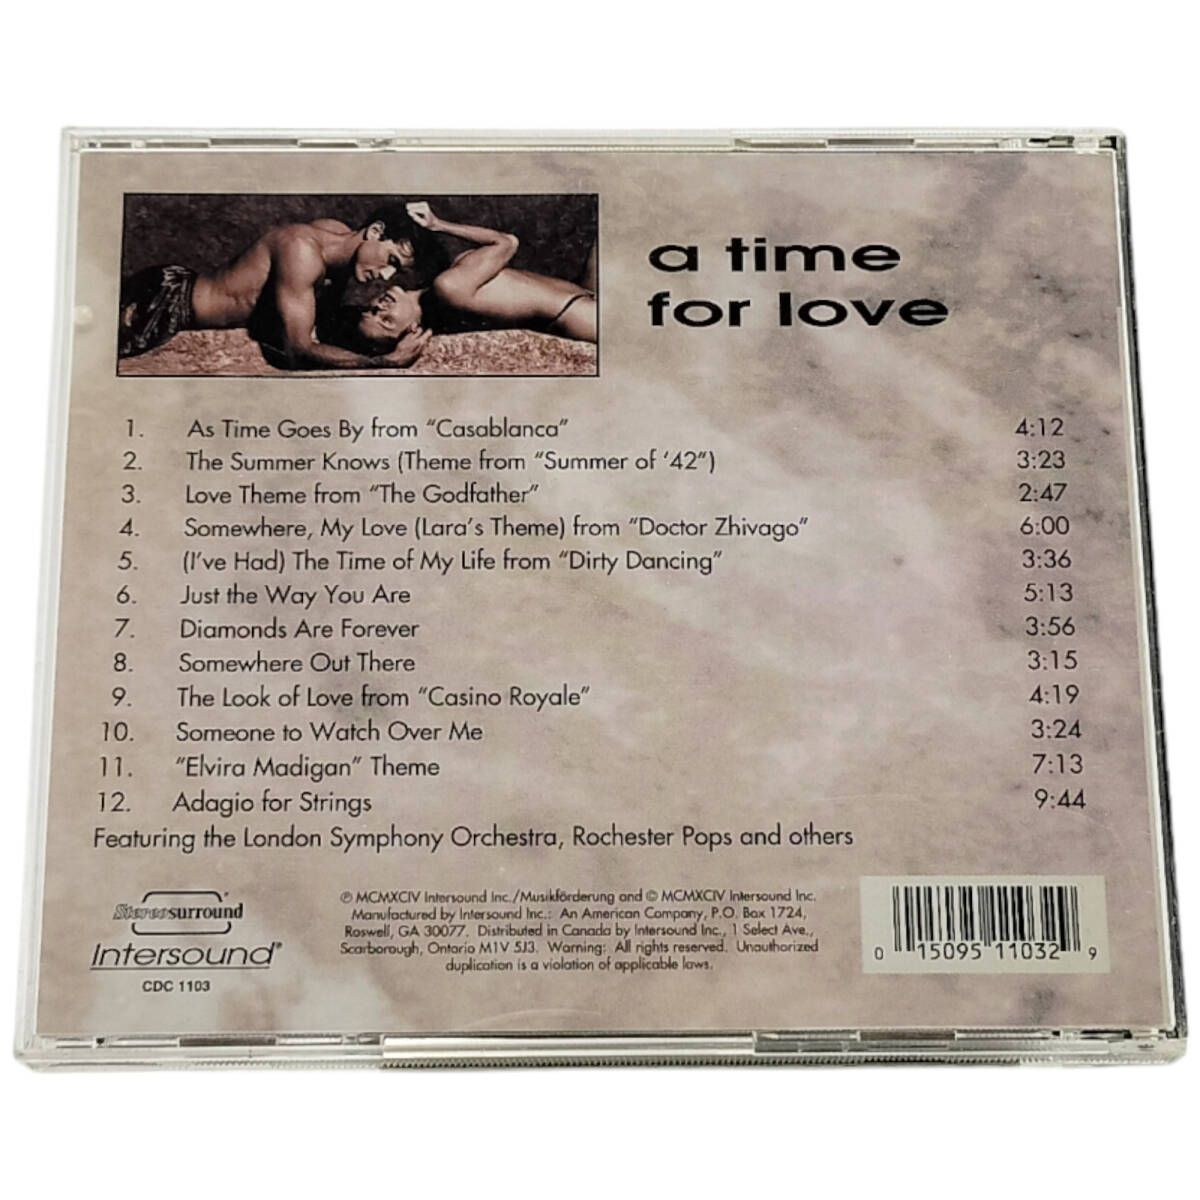 a time
for love
1. As Time Goes By from "Casablanca" 4:12
2. The Summer Knows (Theme from "Summer of '42") 3:23
3. Love Theme from "The Godfather" 2:47
4. Somewhere, My Love (Lara's Theme) from "Doctor Zhivago" 6:00
5. (I've Had) The Time of My Life from "Dirty Dancing" 3:36
6. Just the Way You Are 5:13
7. Diamonds Are Forever 3:56
8. Somewhere Out There 3:15
9. The Look of Love from "Casino Royale" 4:19
10. Someone to Watch Over Me 3:24
11. "Elvira Madigan" Theme 7:13
12. Adagio for Strings 9:44
Featuring the London Symphony Orchestra, Rochester Pops and others
Stereosurround
Intersound®
CDC 1103
℗ MCMXCIV Intersound Inc./Musikförderung and © MCMXCIV Intersound Inc.
Manufactured by Intersound Inc.: An American Company, P.O. Box 1724,
Roswell, GA 30077. Distributed in Canada by Intersound Inc., 1 Select Ave.,
Scarborough, Ontario M1V 5J3. Warning: All rights reserved. Unauthorized
duplication is a violation of applicable laws.
0 15095 11032 9